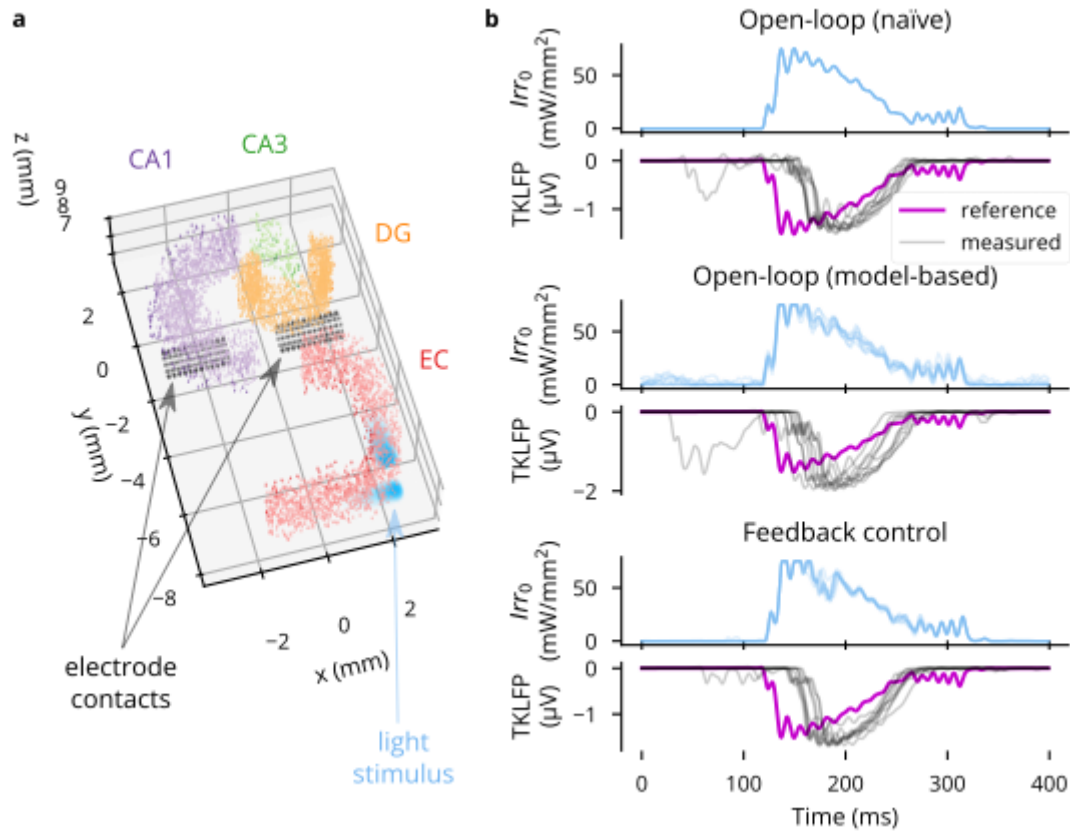 a
CA1
CA3
DG
EC
z (mm)
6
8
7
2
0
−2
−4
−6
−8
y (mm)
−2
0
2
x (mm)
electrode
contacts
light
stimulus
b
Open-loop (naïve)
Irr₀
(mW/mm²)
50
0
TKLFP
(μV)
0
−1
reference
measured
Open-loop (model-based)
Irr₀
(mW/mm²)
50
0
TKLFP
(μV)
0
−2
Feedback control
Irr₀
(mW/mm²)
50
0
TKLFP
(μV)
0
−1
0
100
200
300
400
Time (ms)